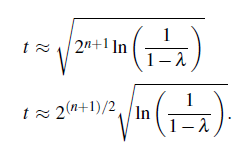 t ≈ √(2^{n+1} ln(1/(1−λ)))
t ≈ 2^{(n+1)/2} √(ln(1/(1−λ))).